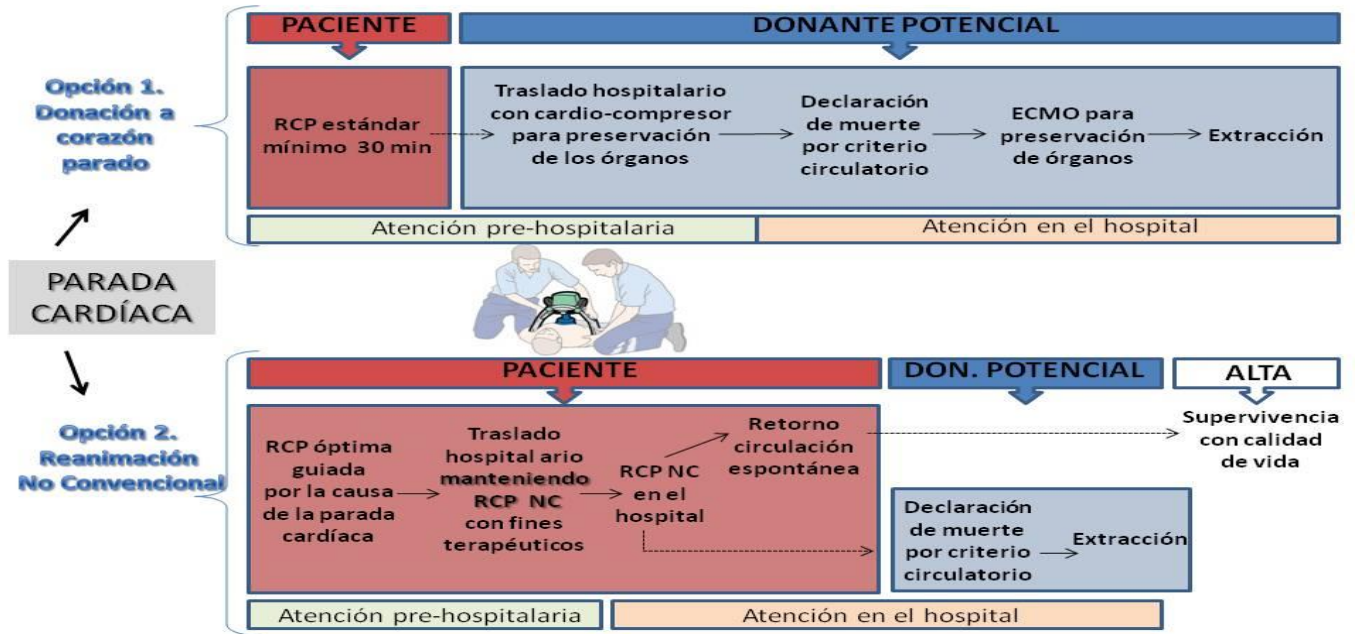 PACIENTE
DONANTE POTENCIAL
Opción 1.
Donación a
corazón
parado
RCP estándar
mínimo 30 min
Traslado hospitalario
con cardio-compresor
para preservación
de los órganos
Declaración
de muerte
por criterio
circulatorio
ECMO para
preservación
de órganos
Extracción
Atención pre-hospitalaria
Atención en el hospital
PARADA
CARDÍACA
PACIENTE
DON. POTENCIAL
ALTA
Opción 2.
Reanimación
No Convencional
RCP óptima
guiada
por la causa
de la parada
cardíaca
Traslado
hospital ario
manteniendo
RCP NC
con fines
terapéuticos
RCP NC
en el
hospital
Retorno
circulación
espontánea
Supervivencia
con calidad
de vida
Declaración
de muerte
por criterio
circulatorio
Extracción
Atención pre-hospitalaria
Atención en el hospital